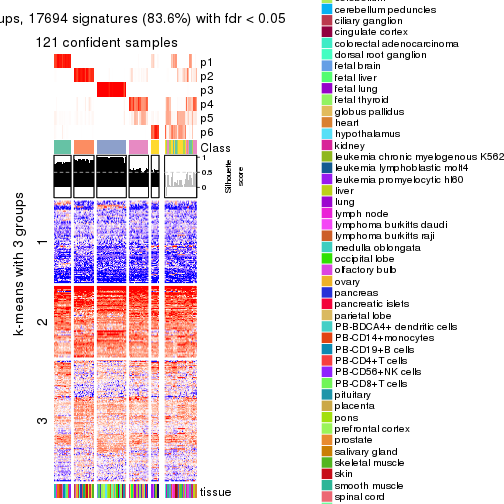 ups, 17694 signatures (83.6%) with fdr < 0.05
121 confident samples
p1
p2
p3
p4
p5
p6
Class
1
0.5
0
Silhouette
score
k-means with 3 groups
1
2
3
tissue
cerebellum peduncles
ciliary ganglion
cingulate cortex
colorectal adenocarcinoma
dorsal root ganglion
fetal brain
fetal liver
fetal lung
fetal thyroid
globus pallidus
heart
hypothalamus
kidney
leukemia chronic myelogenous K562
leukemia lymphoblastic molt4
leukemia promyelocytic hl60
liver
lung
lymph node
lymphoma burkitts daudi
lymphoma burkitts raji
medulla oblongata
occipital lobe
olfactory bulb
ovary
pancreas
pancreatic islets
parietal lobe
PB-BDCA4+ dendritic cells
PB-CD14+monocytes
PB-CD19+B cells
PB-CD4+T cells
PB-CD56+NK cells
PB-CD8+T cells
pituitary
placenta
pons
prefrontal cortex
prostate
salivary gland
skeletal muscle
skin
smooth muscle
spinal cord